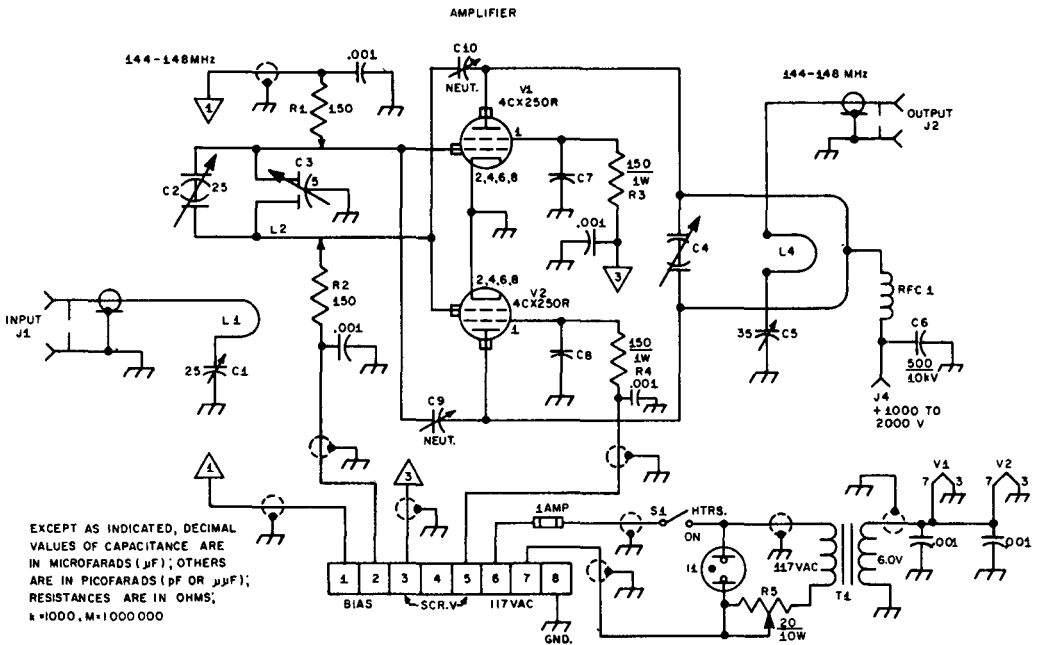 AMPLIFIER
144-148MHz
.001
C10
NEUT.
V1
4CX250R
144-148 MHz
OUTPUT
J2
1
R1
150
1
C2
25
C3
5
L2
2,4,6,8
C7
150
1W
R3
.001
3
C4
L4
RFC 1
R2
150
2,4,6,8
V2
4CX250R
1
INPUT
J1
L1
25
C1
.001
C8
150
1W
R4
.001
35
C5
C6
500
10kV
J4
+1000 TO
2000 V
C9
NEUT.
1
3
1AMP
S1
HTRS.
ON
V1
7
3
V2
7
3
EXCEPT AS INDICATED, DECIMAL
VALUES OF CAPACITANCE ARE
IN MICROFARADS (µF); OTHERS
ARE IN PICOFARADS (pF OR µµF);
RESISTANCES ARE IN OHMS;
k=1000, M=1000000
I1
117VAC
T1
6.0V
.001
.001
R5
20
10W
1 2 3 4 5 6 7 8
BIAS
SCR.V
117VAC
GND.